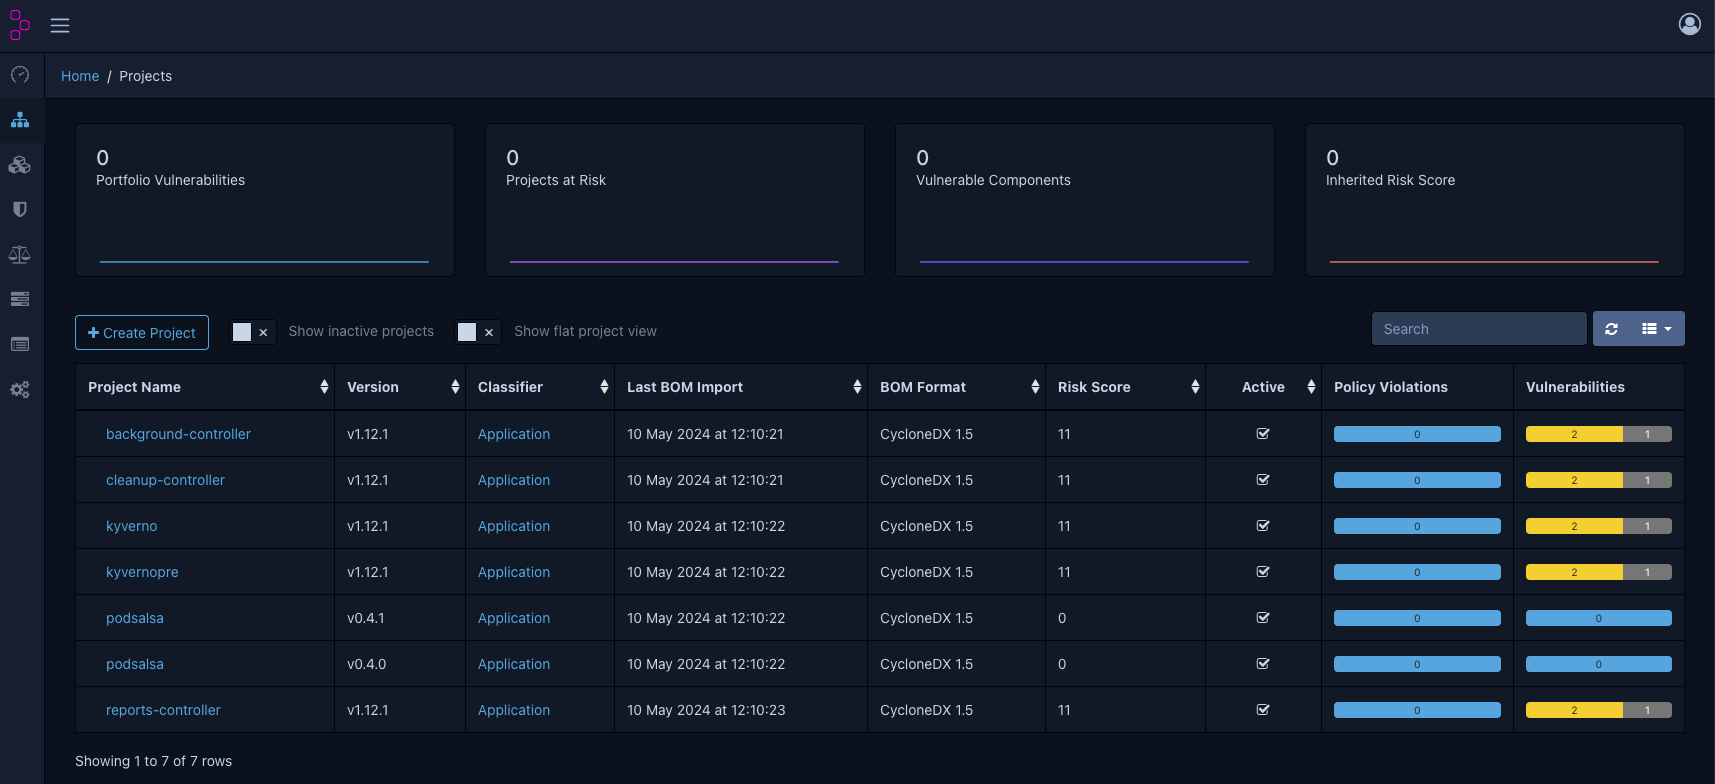 Home / Projects
0
Portfolio Vulnerabilities
0
Projects at Risk
0
Vulnerable Components
0
Inherited Risk Score
Create Project
Show inactive projects
Show flat project view
Search
Project Name Version Classifier Last BOM Import BOM Format Risk Score Active Policy Violations Vulnerabilities
background-controller v1.12.1 Application 10 May 2024 at 12:10:21 CycloneDX 1.5 11 0 2 1
cleanup-controller v1.12.1 Application 10 May 2024 at 12:10:21 CycloneDX 1.5 11 0 2 1
kyverno v1.12.1 Application 10 May 2024 at 12:10:22 CycloneDX 1.5 11 0 2 1
kyvernopre v1.12.1 Application 10 May 2024 at 12:10:22 CycloneDX 1.5 11 0 2 1
podsalsa v0.4.1 Application 10 May 2024 at 12:10:22 CycloneDX 1.5 0 0 0
podsalsa v0.4.0 Application 10 May 2024 at 12:10:22 CycloneDX 1.5 0 0 0
reports-controller v1.12.1 Application 10 May 2024 at 12:10:23 CycloneDX 1.5 11 0 2 1
Showing 1 to 7 of 7 rows